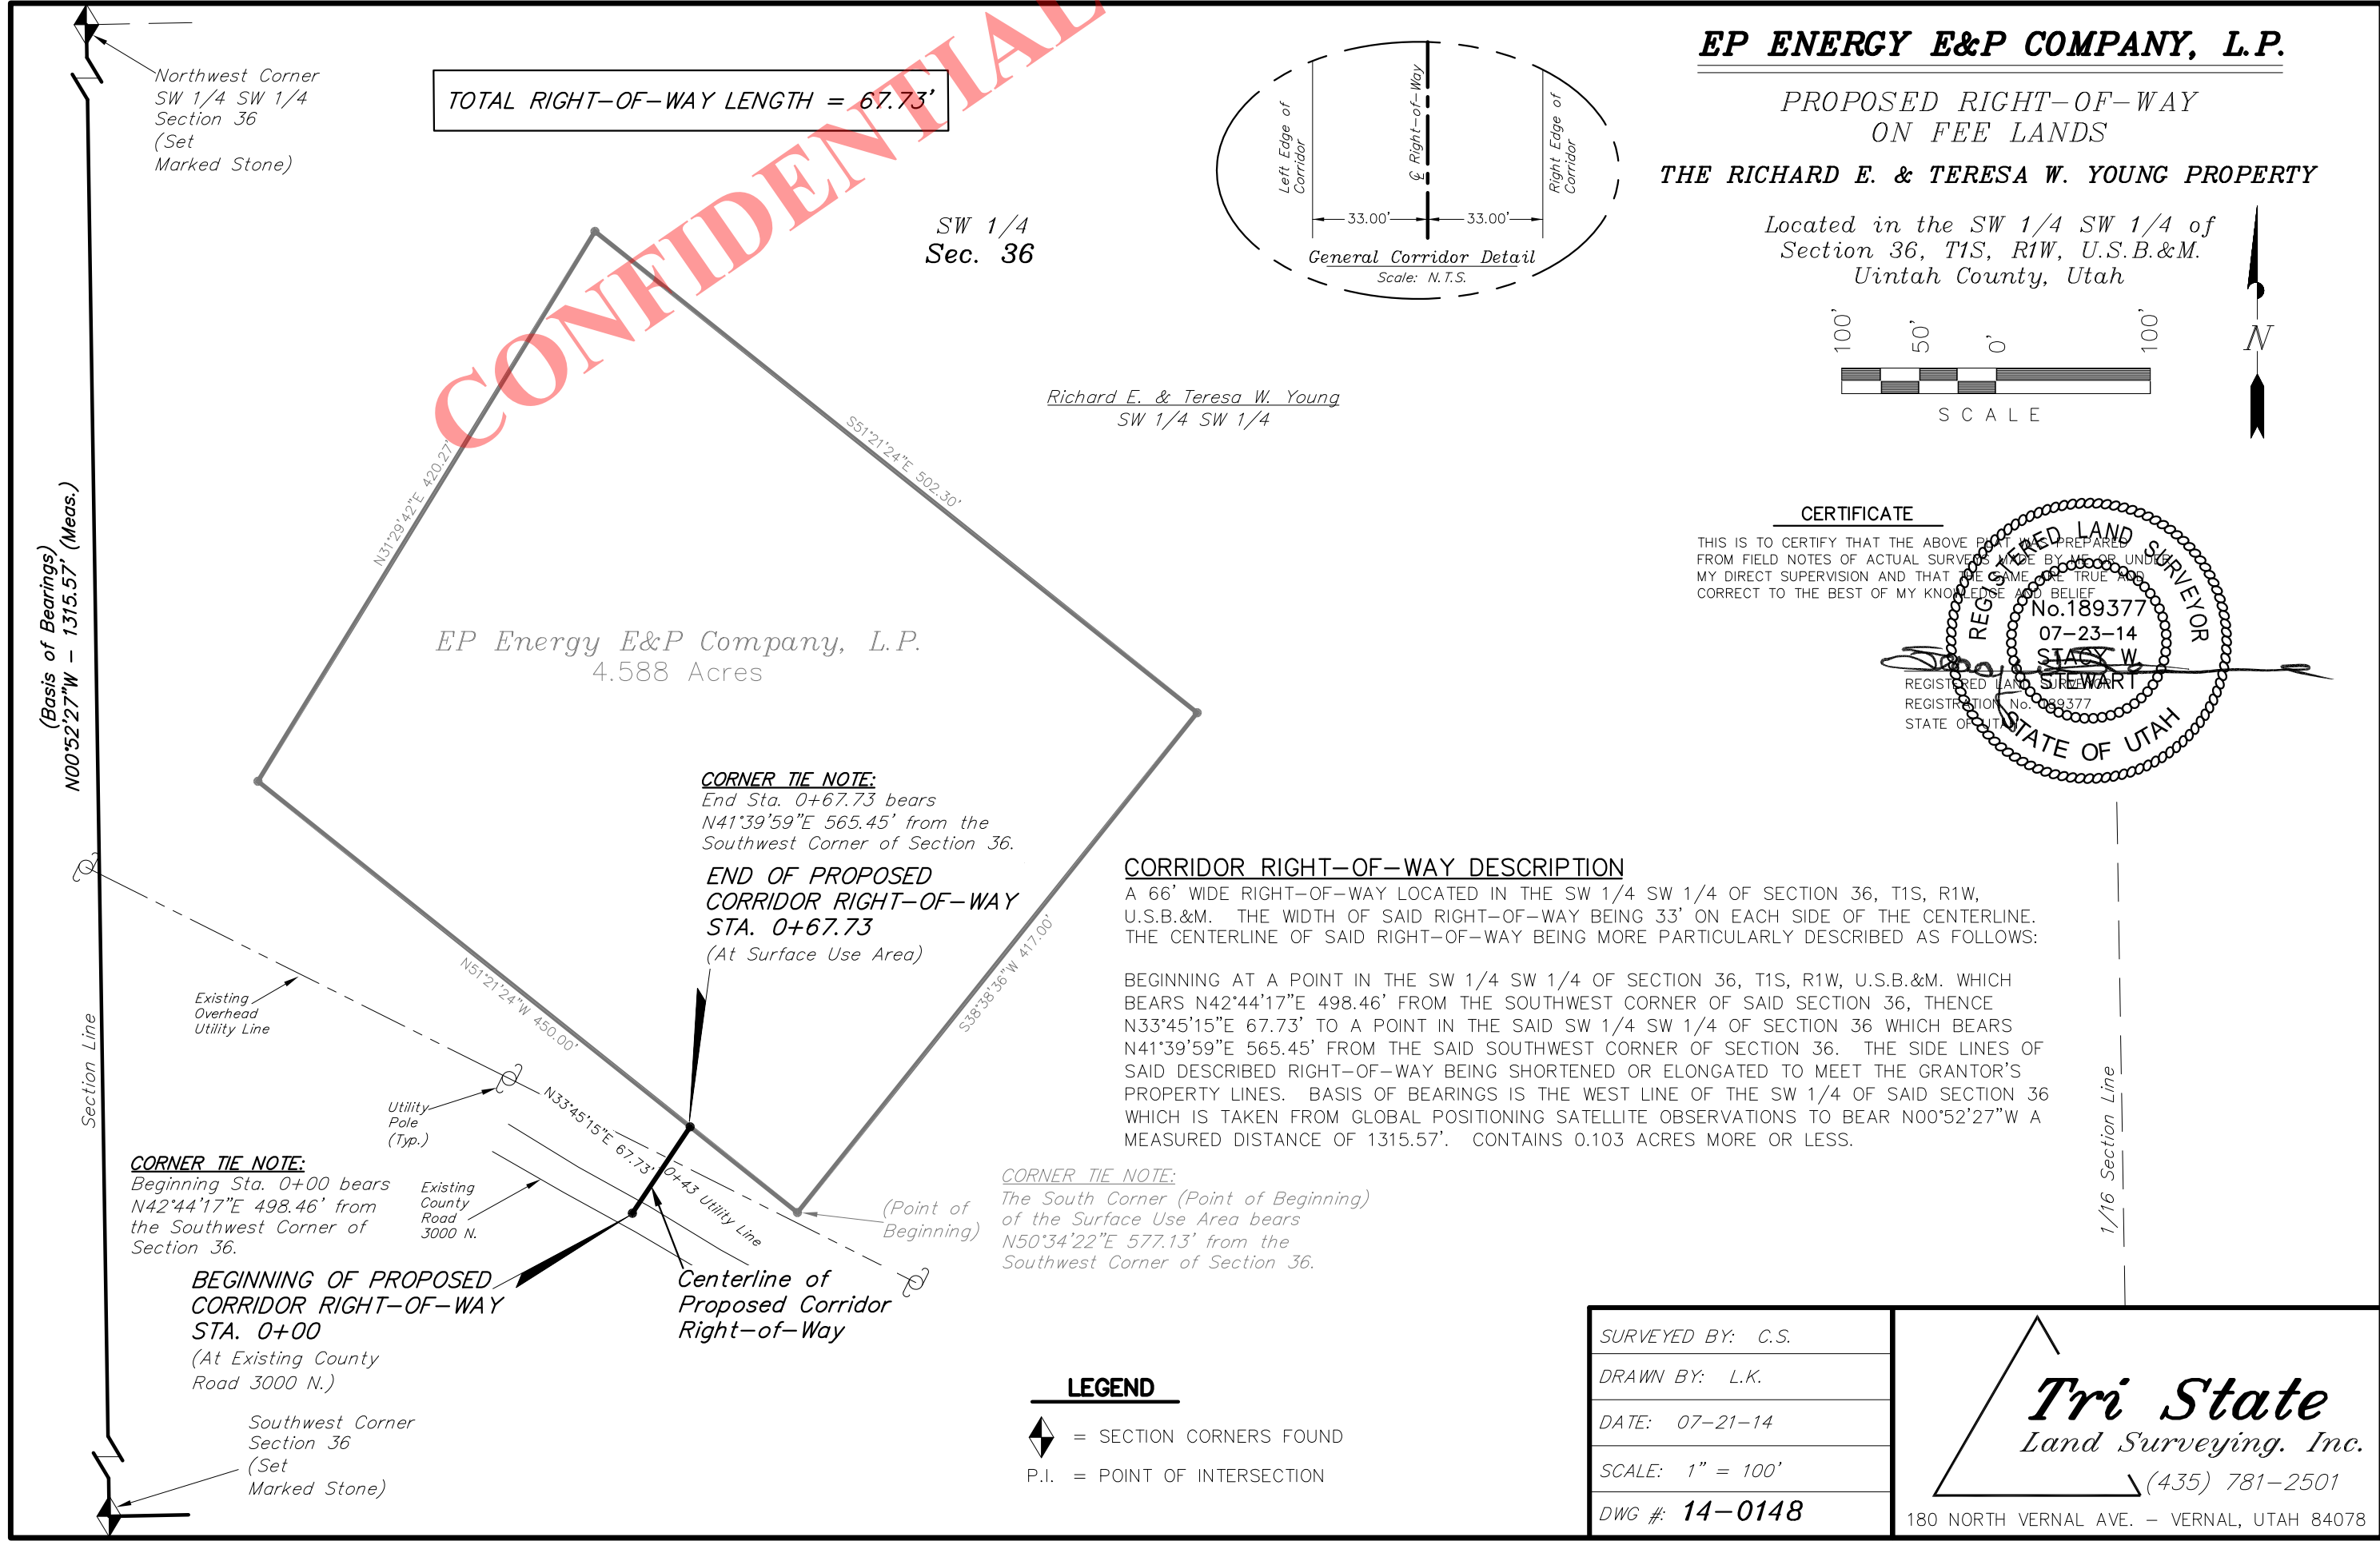 EP ENERGY E&P COMPANY, L.P.
PROPOSED RIGHT-OF-WAY
ON FEE LANDS
THE RICHARD E. & TERESA W. YOUNG PROPERTY
Located in the SW 1/4 SW 1/4 of
Section 36, T1S, R1W, U.S.B.&M.
Uintah County, Utah
100'
50'
0'
100'
SCALE
N
Northwest Corner
SW 1/4 SW 1/4
Section 36
(Set
Marked Stone)
TOTAL RIGHT-OF-WAY LENGTH = 67.73'
CONFIDENTIAL
SW 1/4
Sec. 36
Left Edge of
Corridor
℄ Right-of-Way
Right Edge of
Corridor
33.00'
33.00'
General Corridor Detail
Scale: N.T.S.
Richard E. & Teresa W. Young
SW 1/4 SW 1/4
(Basis of Bearings)
N00°52'27"W - 1315.57' (Meas.)
Section Line
N31°29'42"E 420.27'
S51°21'24"E 502.30'
EP Energy E&P Company, L.P.
4.588 Acres
S38°38'36"W 417.00'
N51°21'24"W 450.00'
CERTIFICATE
THIS IS TO CERTIFY THAT THE ABOVE PLAT WAS PREPARED
FROM FIELD NOTES OF ACTUAL SURVEYS MADE BY ME OR UNDER
MY DIRECT SUPERVISION AND THAT THE SAME ARE TRUE AND
CORRECT TO THE BEST OF MY KNOWLEDGE AND BELIEF
REGISTERED LAND SURVEYOR
No.189377
07-23-14
STACY W.
STEWART
STATE OF UTAH
REGISTERED LAND SURVEYOR
REGISTRATION No. 189377
STATE OF UTAH
CORNER TIE NOTE:
End Sta. 0+67.73 bears
N41°39'59"E 565.45' from the
Southwest Corner of Section 36.
END OF PROPOSED
CORRIDOR RIGHT-OF-WAY
STA. 0+67.73
(At Surface Use Area)
CORRIDOR RIGHT-OF-WAY DESCRIPTION
A 66' WIDE RIGHT-OF-WAY LOCATED IN THE SW 1/4 SW 1/4 OF SECTION 36, T1S, R1W,
U.S.B.&M. THE WIDTH OF SAID RIGHT-OF-WAY BEING 33' ON EACH SIDE OF THE CENTERLINE.
THE CENTERLINE OF SAID RIGHT-OF-WAY BEING MORE PARTICULARLY DESCRIBED AS FOLLOWS:
BEGINNING AT A POINT IN THE SW 1/4 SW 1/4 OF SECTION 36, T1S, R1W, U.S.B.&M. WHICH
BEARS N42°44'17"E 498.46' FROM THE SOUTHWEST CORNER OF SAID SECTION 36, THENCE
N33°45'15"E 67.73' TO A POINT IN THE SAID SW 1/4 SW 1/4 OF SECTION 36 WHICH BEARS
N41°39'59"E 565.45' FROM THE SAID SOUTHWEST CORNER OF SECTION 36. THE SIDE LINES OF
SAID DESCRIBED RIGHT-OF-WAY BEING SHORTENED OR ELONGATED TO MEET THE GRANTOR'S
PROPERTY LINES. BASIS OF BEARINGS IS THE WEST LINE OF THE SW 1/4 OF SAID SECTION 36
WHICH IS TAKEN FROM GLOBAL POSITIONING SATELLITE OBSERVATIONS TO BEAR N00°52'27"W A
MEASURED DISTANCE OF 1315.57'. CONTAINS 0.103 ACRES MORE OR LESS.
1/16 Section Line
Existing
Overhead
Utility Line
Utility
Pole
(Typ.)
N33°45'15"E 67.73'
0+43 Utility Line
Existing
County
Road
3000 N.
CORNER TIE NOTE:
Beginning Sta. 0+00 bears
N42°44'17"E 498.46' from
the Southwest Corner of
Section 36.
BEGINNING OF PROPOSED
CORRIDOR RIGHT-OF-WAY
STA. 0+00
(At Existing County
Road 3000 N.)
Centerline of
Proposed Corridor
Right-of-Way
(Point of
Beginning)
CORNER TIE NOTE:
The South Corner (Point of Beginning)
of the Surface Use Area bears
N50°34'22"E 577.13' from the
Southwest Corner of Section 36.
Southwest Corner
Section 36
(Set
Marked Stone)
LEGEND
= SECTION CORNERS FOUND
P.I. = POINT OF INTERSECTION
SURVEYED BY: C.S.
DRAWN BY: L.K.
DATE: 07-21-14
SCALE: 1" = 100'
DWG #: 14-0148
Tri State
Land Surveying. Inc.
(435) 781-2501
180 NORTH VERNAL AVE. - VERNAL, UTAH 84078